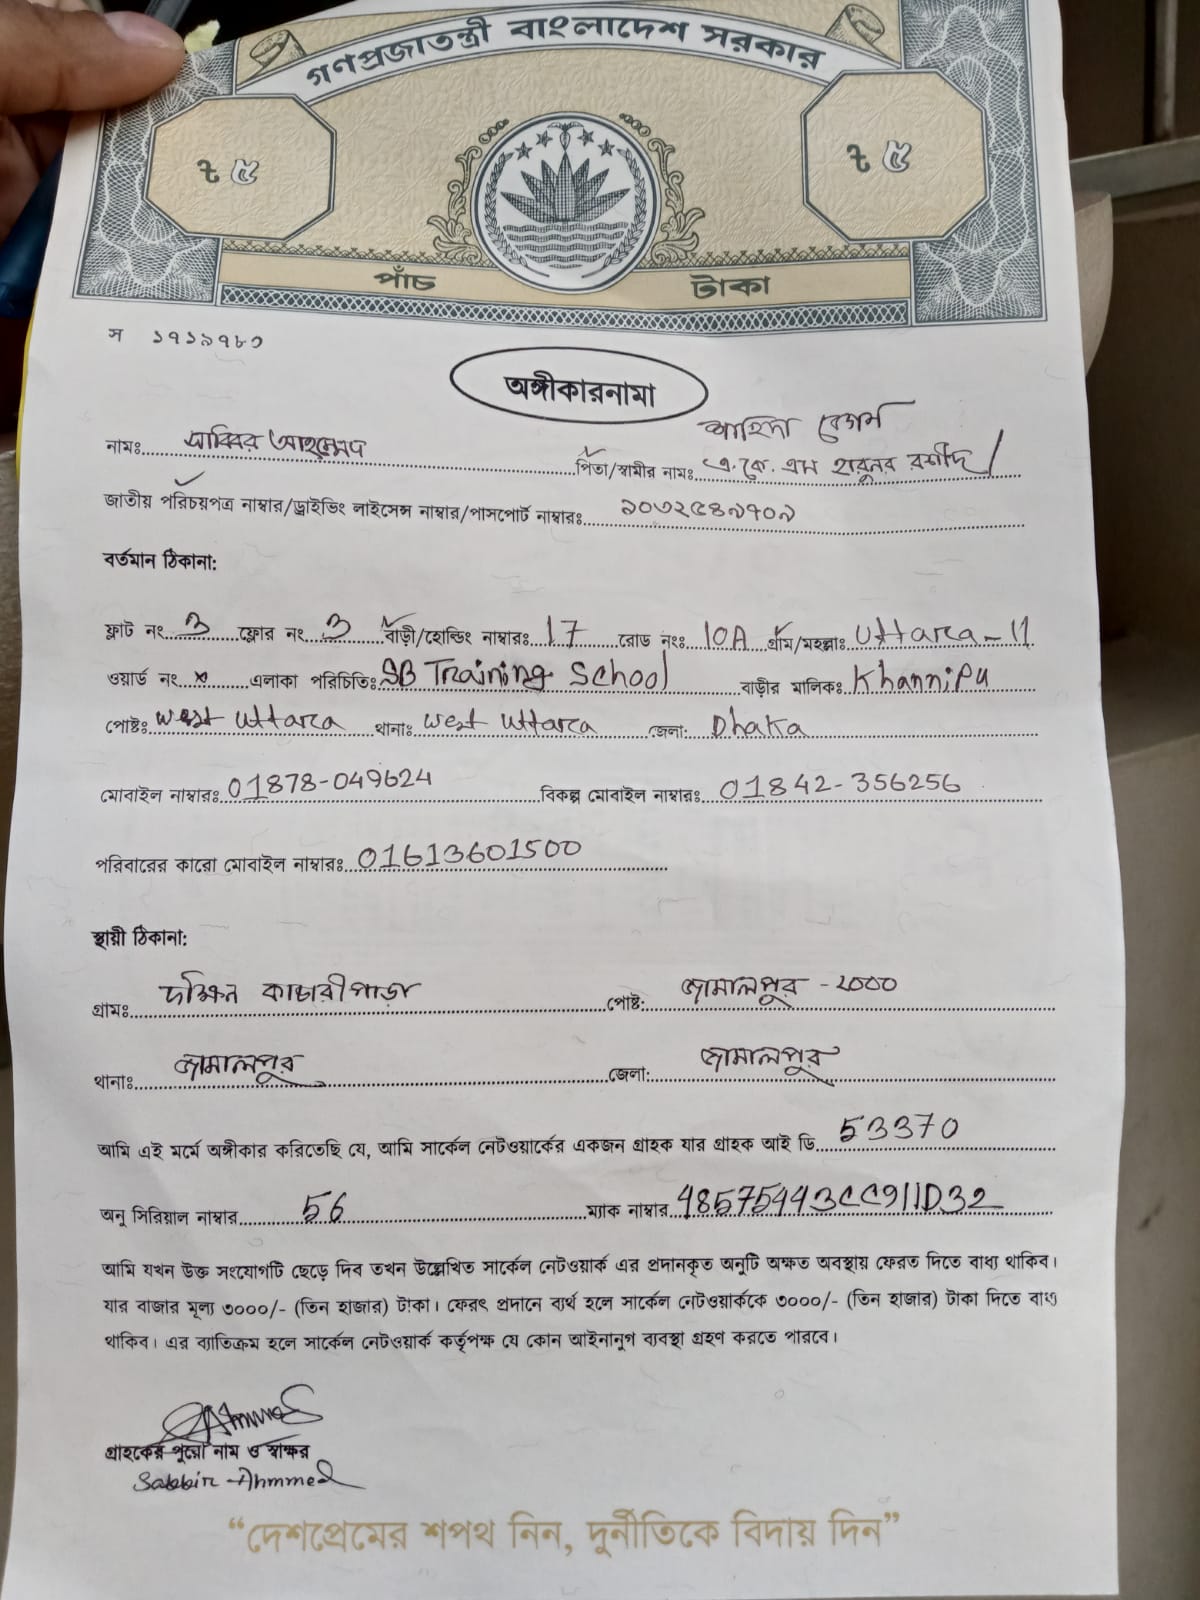 গণপ্রজাতন্ত্রী বাংলাদেশ সরকার
৳ ৫ ৳ ৫
পাঁচ টাকা
স ১৭১৯৭৮৩
অঙ্গীকারনামা
বেগম
নামঃ সাব্বির আহম্মেদ পিতা/স্বামীর নামঃ এ.কে. এম হারুনর রশীদ
জাতীয় পরিচয়পত্র নাম্বার/ড্রাইভিং লাইসেন্স নাম্বার/পাসপোর্ট নাম্বারঃ
বর্তমান ঠিকানা:
ফ্লাট নং 3 ফ্লোর নং 3 বাড়ী/হোল্ডিং নাম্বারঃ 17 রোড নংঃ 10A গ্রাম/মহল্লাঃ Uttara-11
ওয়ার্ড নং x এলাকা পরিচিতিঃ SB Training School বাড়ীর মালিকঃ
পোষ্টঃ West Uttara থানাঃ West Uttara জেলা: Dhaka
মোবাইল নাম্বারঃ 01878-049624 বিকল্প মোবাইল নাম্বারঃ 01842-356256
পরিবারের কারো মোবাইল নাম্বারঃ 01613601500
স্থায়ী ঠিকানা:
গ্রামঃ দক্ষিন কাচারীপাড়া পোষ্ট: জামালপুর - ২০০০
থানাঃ জামালপুর জেলা: জামালপুর
আমি এই মর্মে অঙ্গীকার করিতেছি যে, আমি সার্কেল নেটওয়ার্কের একজন গ্রাহক যার গ্রাহক আই ডি 53370
অনু সিরিয়াল নাম্বার 56 ম্যাক নাম্বার 48575443CC911D32
আমি যখন উক্ত সংযোগটি ছেড়ে দিব তখন উল্লেখিত সার্কেল নেটওয়ার্ক এর প্রদানকৃত অনুটি অক্ষত অবস্থায় ফেরত দিতে বাধ্য থাকিব।
যার বাজার মূল্য ৩০০০/- (তিন হাজার) টাকা। ফেরৎ প্রদানে ব্যর্থ হলে সার্কেল নেটওয়ার্ককে ৩০০০/- (তিন হাজার) টাকা দিতে বাধ্য
থাকিব। এর ব্যাতিক্রম হলে সার্কেল নেটওয়ার্ক কর্তৃপক্ষ যে কোন আইনানুগ ব্যবস্থা গ্রহণ করতে পারবে।
গ্রাহকের পুরো নাম ও স্বাক্ষর
Sabbir Ahmmed
“দেশপ্রেমের শপথ নিন, দুর্নীতিকে বিদায় দিন”